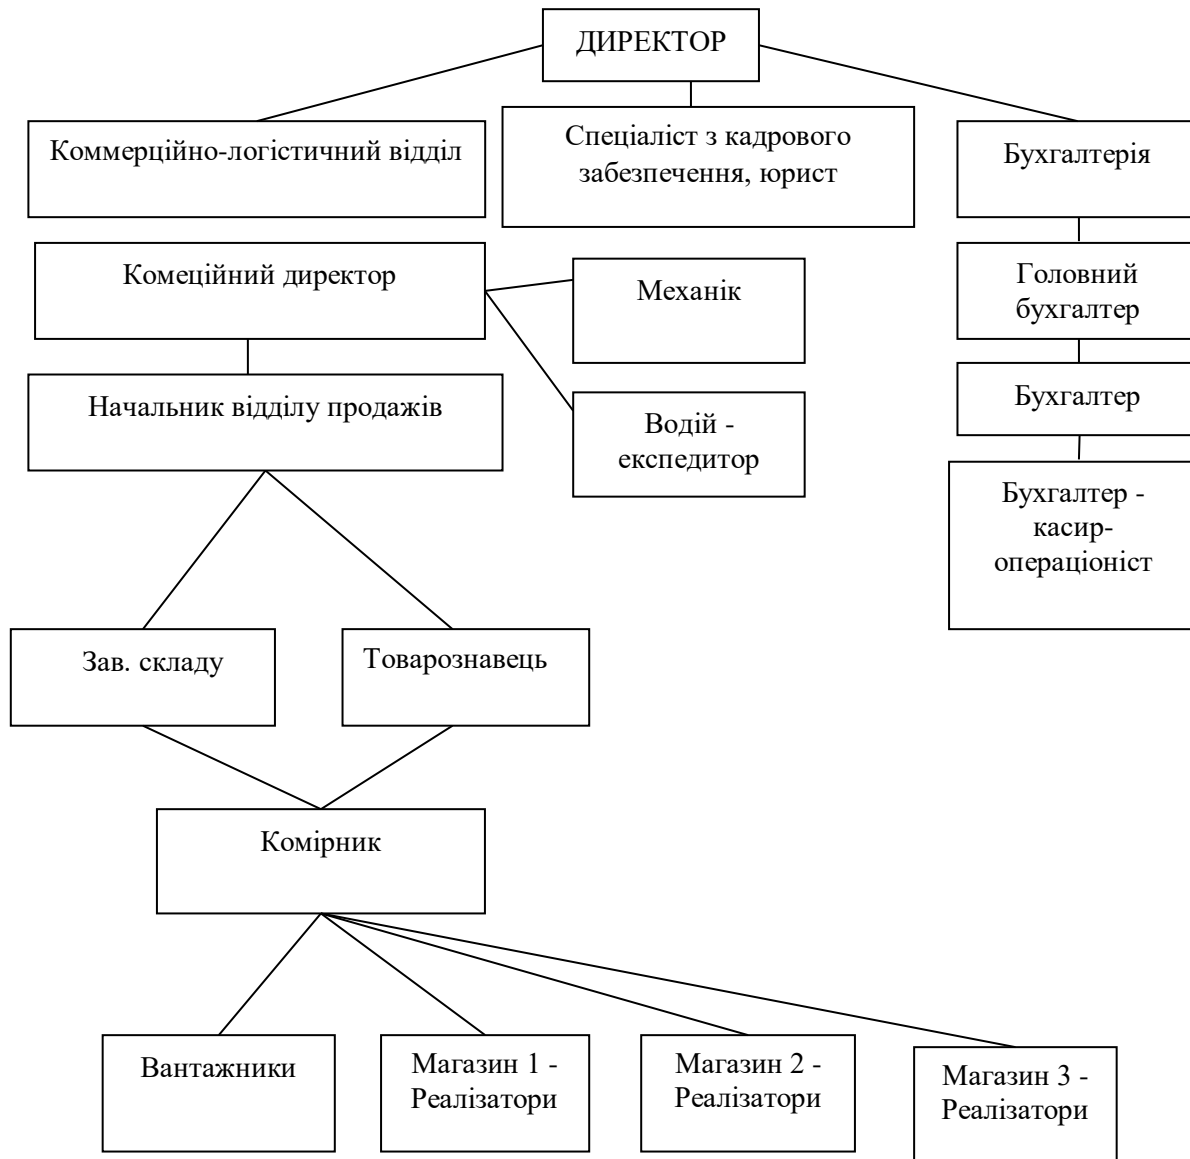 ДИРЕКТОР
Коммерційно-логістичний відділ
Спеціаліст з кадрового
забезпечення, юрист
Бухгалтерія
Комеційний директор
Механік
Головний
бухгалтер
Начальник відділу продажів
Водій -
експедитор
Бухгалтер
Бухгалтер -
касир-
операціоніст
Зав. складу
Товарознавець
Комірник
Вантажники
Магазин 1 -
Реалізатори
Магазин 2 -
Реалізатори
Магазин 3 -
Реалізатори